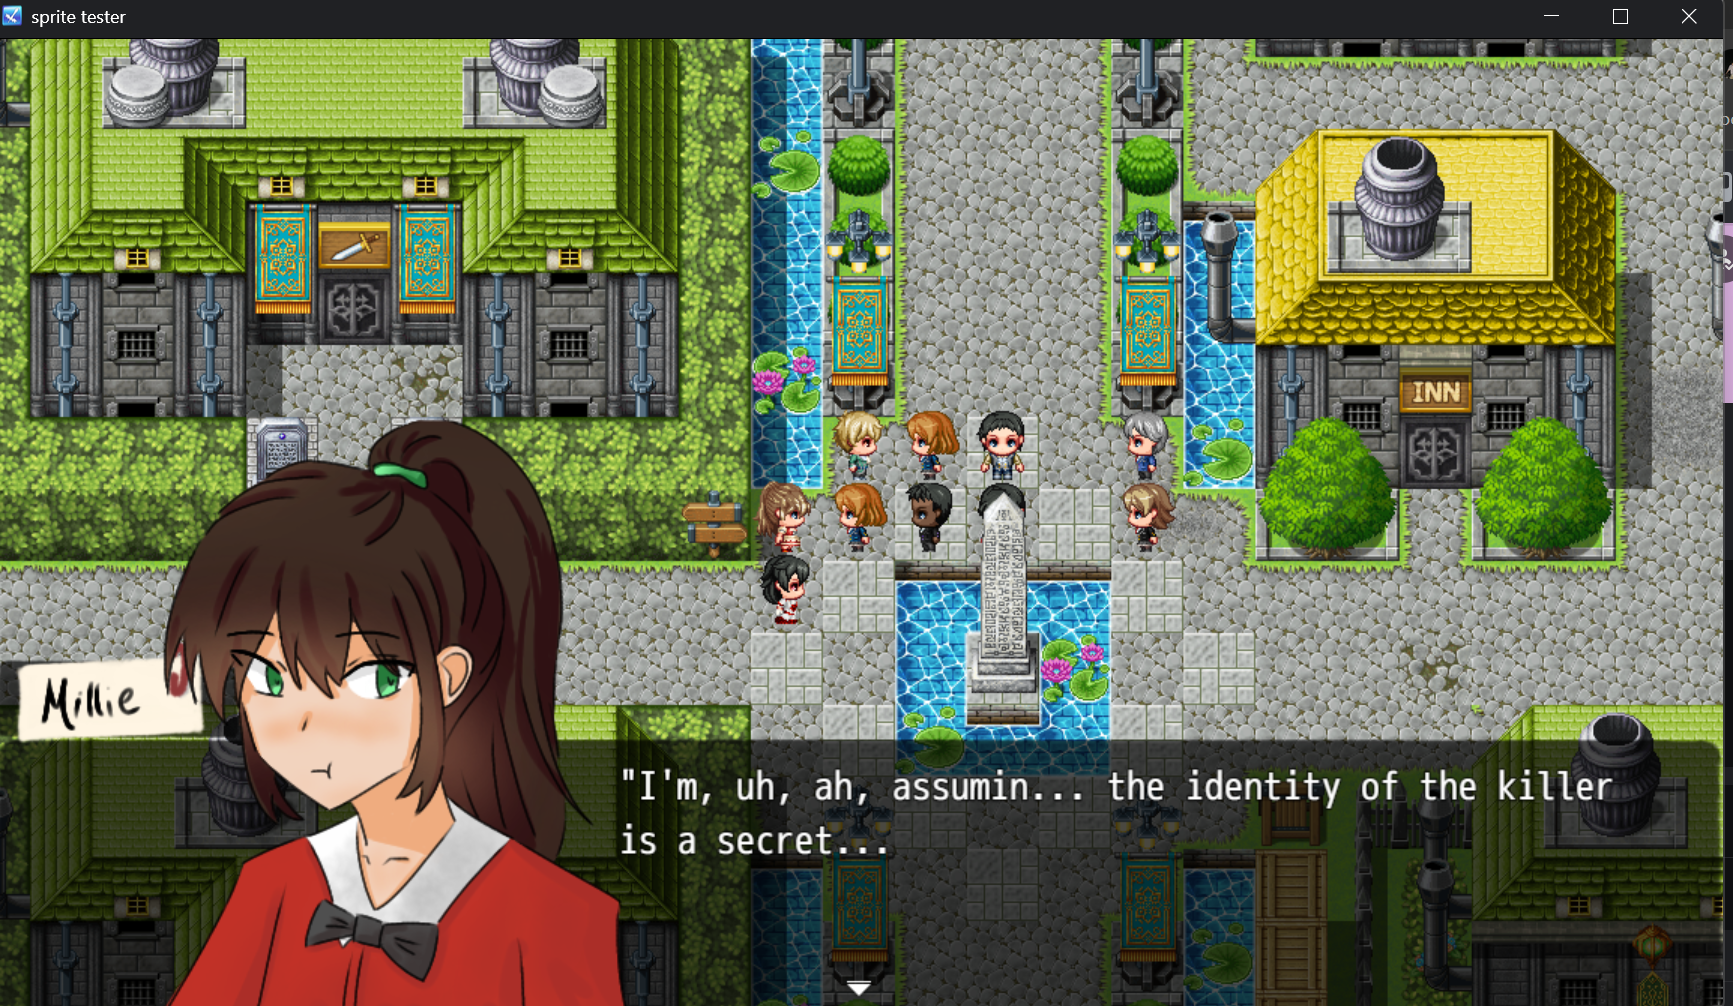 sprite tester
INN
Millie
"I'm, uh, ah, assumin... the identity of the killer
is a secret...